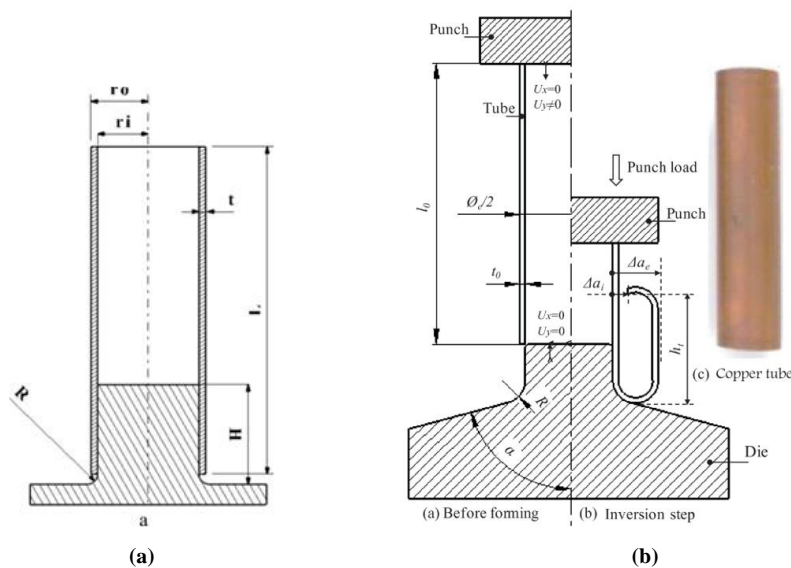 ro
ri
t
L
R
H
a
(a)
Punch
Ux=0
Uy≠0
Tube
Punch load
l0
Øe/2
Punch
Δae
t0
Δai
Ux=0
Uy=0
ht
(c) Copper tube
R
α
Die
(a) Before forming
(b) Inversion step
(b)